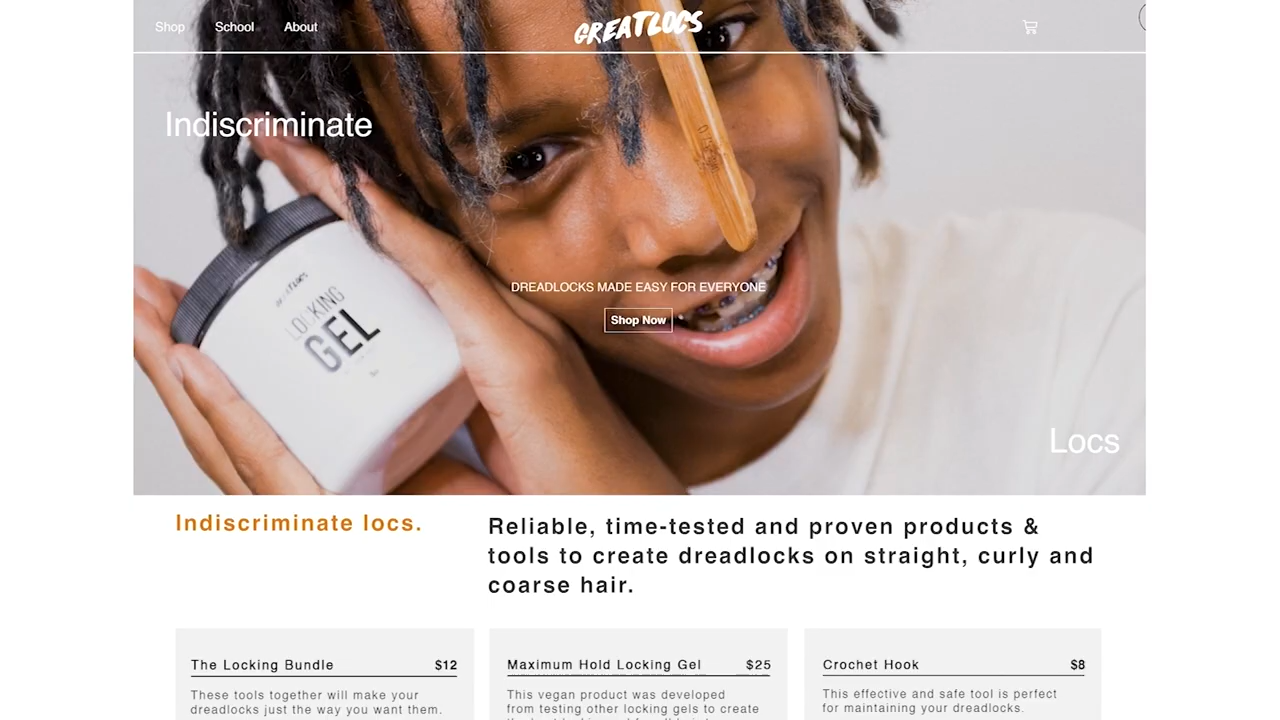 Shop School About
GREATLOCS
Indiscriminate
LOCKING
GEL
DREADLOCKS MADE EASY FOR EVERYONE
Shop Now
Locs
Indiscriminate locs.
Reliable, time-tested and proven products &
tools to create dreadlocks on straight, curly and
coarse hair.
The Locking Bundle $12
These tools together will make your
dreadlocks just the way you want them.
Maximum Hold Locking Gel $25
This vegan product was developed
from testing other locking gels to create
Crochet Hook $8
This effective and safe tool is perfect
for maintaining your dreadlocks.